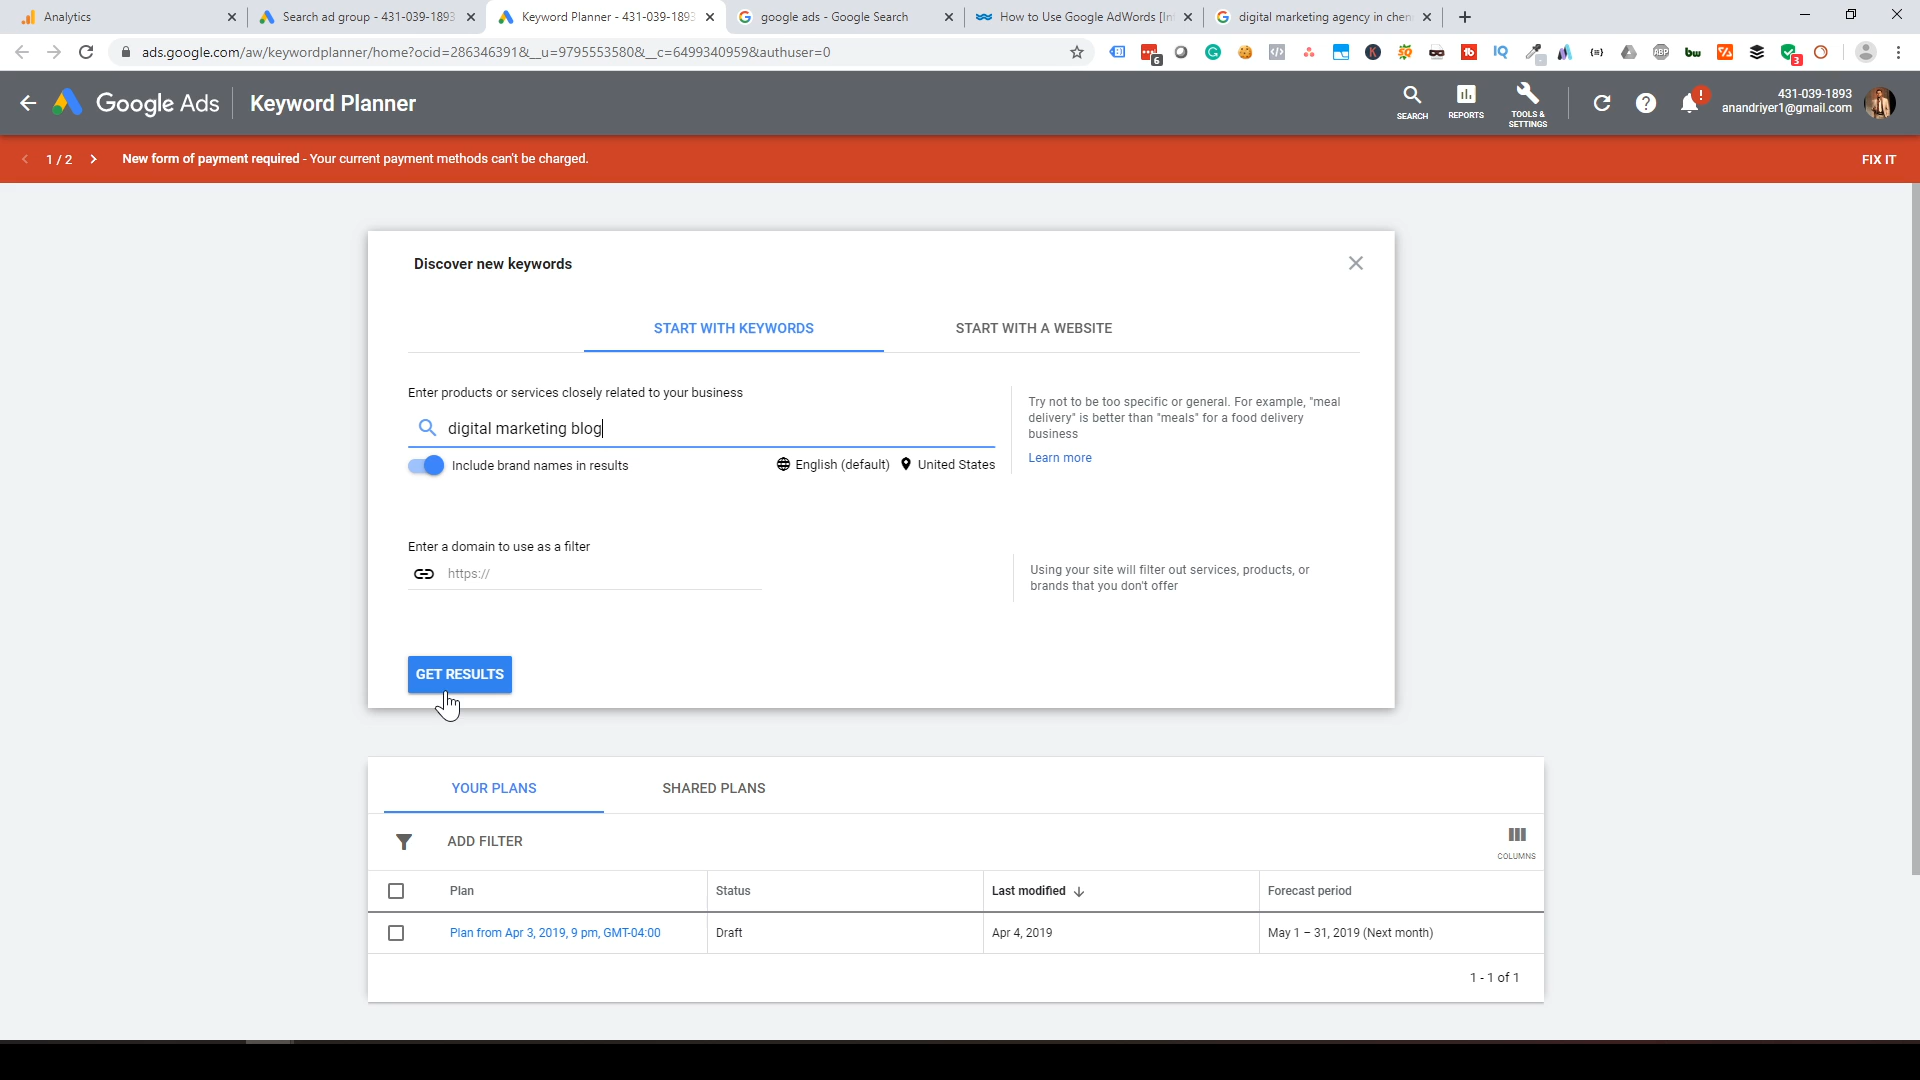 Analytics
Search ad group - 431-039-1893
Keyword Planner - 431-039-1893
google ads - Google Search
How to Use Google AdWords [In
digital marketing agency in chen
ads.google.com/aw/keywordplanner/home?ocid=286346391&__u=9795553580&__c=6499340959&authuser=0
Google Ads
Keyword Planner
SEARCH
REPORTS
TOOLS & SETTINGS
431-039-1893
anandriyer1@gmail.com
1 / 2
New form of payment required - Your current payment methods can't be charged.
FIX IT
Discover new keywords
START WITH KEYWORDS
START WITH A WEBSITE
Enter products or services closely related to your business
digital marketing blog
Include brand names in results
English (default)
United States
Try not to be too specific or general. For example, "meal
delivery" is better than "meals" for a food delivery
business
Learn more
Enter a domain to use as a filter
https://
Using your site will filter out services, products, or
brands that you don't offer
GET RESULTS
YOUR PLANS
SHARED PLANS
ADD FILTER
COLUMNS
Plan
Status
Last modified
Forecast period
Plan from Apr 3, 2019, 9 pm, GMT-04:00
Draft
Apr 4, 2019
May 1 – 31, 2019 (Next month)
1 - 1 of 1